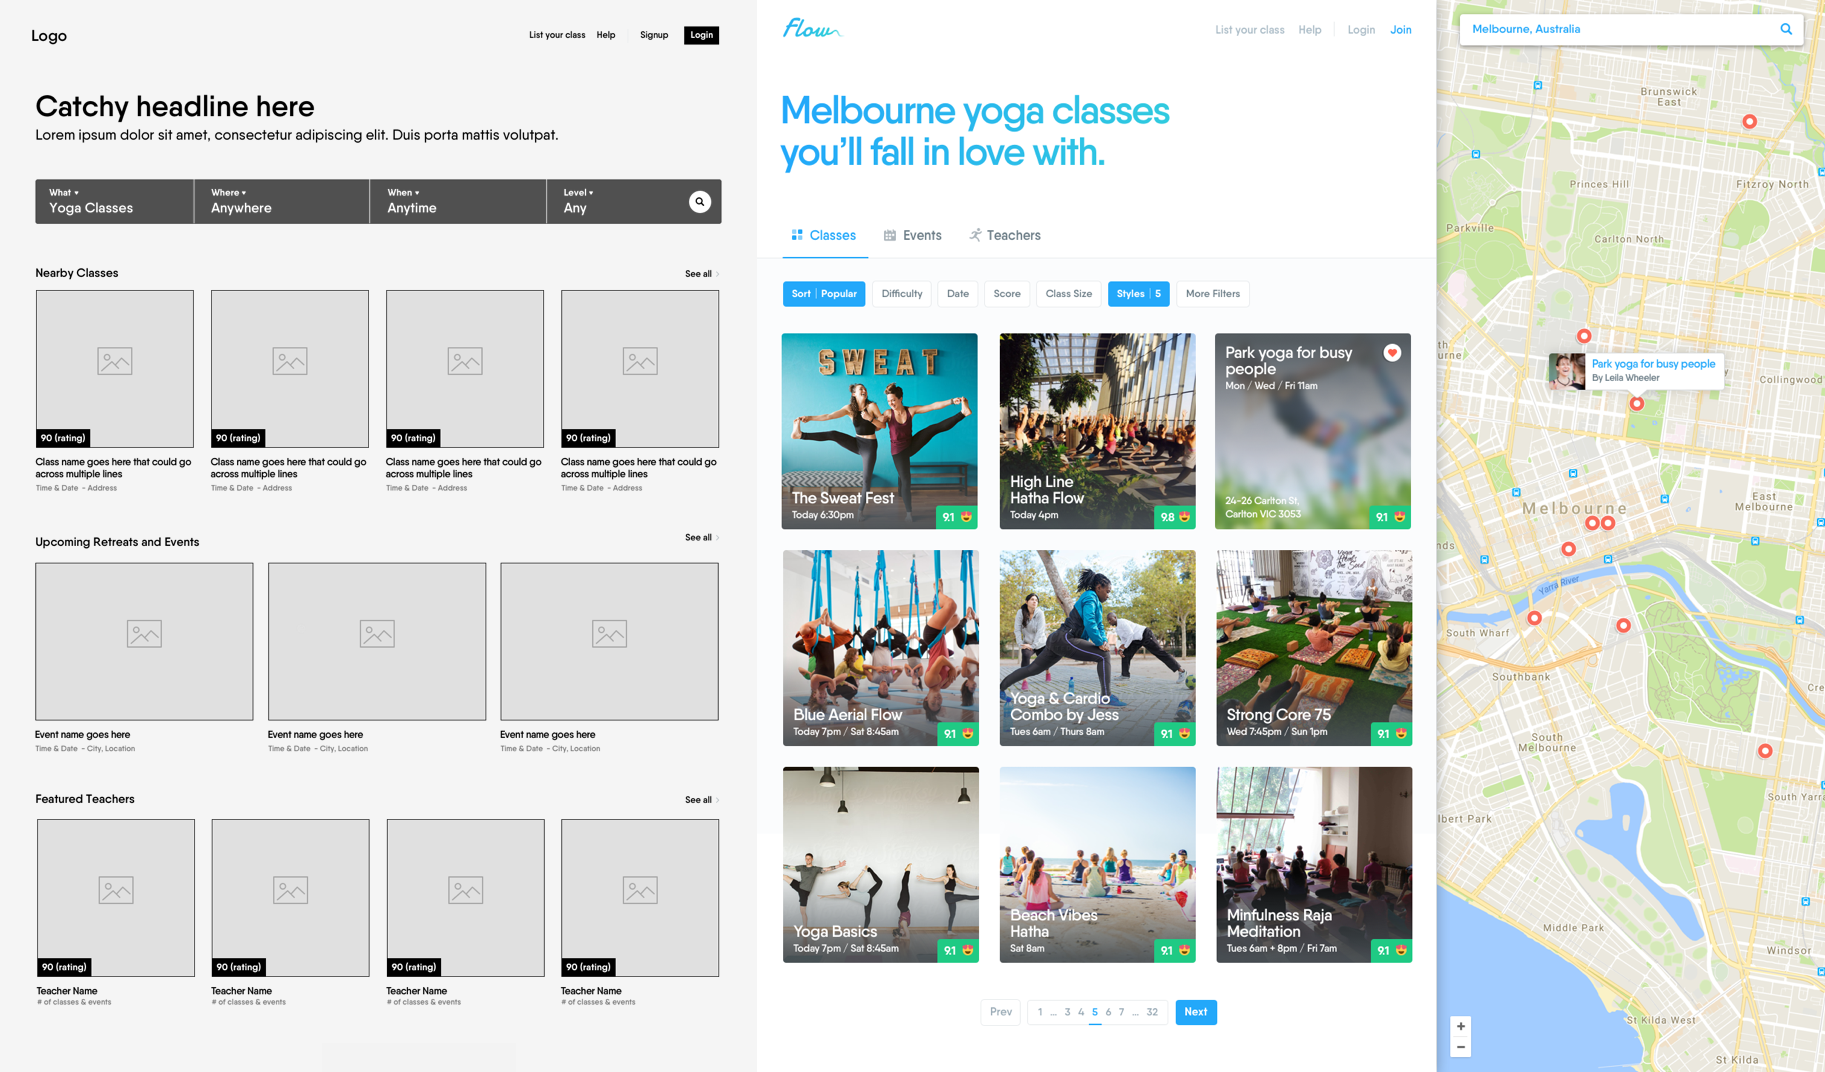 Logo
List your class Help Signup Login
Catchy headline here
Lorem ipsum dolor sit amet, consectetur adipiscing elit. Duis porta mattis volutpat.
What ▾ Where ▾ When ▾ Level ▾
Yoga Classes Anywhere Anytime Any
Nearby Classes See all
90 (rating) 90 (rating) 90 (rating) 90 (rating)
Class name goes here that could go Class name goes here that could go Class name goes here that could go Class name goes here that could go
across multiple lines across multiple lines across multiple lines across multiple lines
Time & Date - Address Time & Date - Address Time & Date - Address Time & Date - Address
Upcoming Retreats and Events See all
Event name goes here Event name goes here Event name goes here
Time & Date - City, Location Time & Date - City, Location Time & Date - City, Location
Featured Teachers See all
90 (rating) 90 (rating) 90 (rating) 90 (rating)
Teacher Name Teacher Name Teacher Name Teacher Name
# of classes & events # of classes & events # of classes & events # of classes & events
flow
List your class Help Login Join
Melbourne yoga classes
you'll fall in love with.
Classes Events Teachers
Sort | Popular Difficulty Date Score Class Size Styles | 5 More Filters
SWEAT
The Sweat Fest
Today 6:30pm
9.1
High Line
Hatha Flow
Today 4pm
9.8
Park yoga for busy
people
Mon / Wed / Fri 11am
24-26 Carlton St,
Carlton VIC 3053
9.1
Blue Aerial Flow
Today 7pm / Sat 8:45am
9.1
Yoga & Cardio
Combo by Jess
Tues 6am / Thurs 8am
9.1
Strong Core 75
Wed 7:45pm / Sun 1pm
9.1
Yoga Basics
Today 7pm / Sat 8:45am
9.1
Beach Vibes
Hatha
Sat 8am
9.1
Minfulness Raja
Meditation
Tues 6am + 8pm / Fri 7am
9.1
Prev 1 ... 3 4 5 6 7 ... 32 Next
Melbourne, Australia
Brunswick
East
Princes Hill
Fitzroy North
Parkville
Carlton North
Park yoga for busy people
By Leila Wheeler
Collingwood
Melbourne
East
Melbourne
Yarra River
South Wharf
Southbank
South
Melbourne
South Yarra
lbert Park
Middle Park
Windsor
St Kilda West
St Kilda
+
−